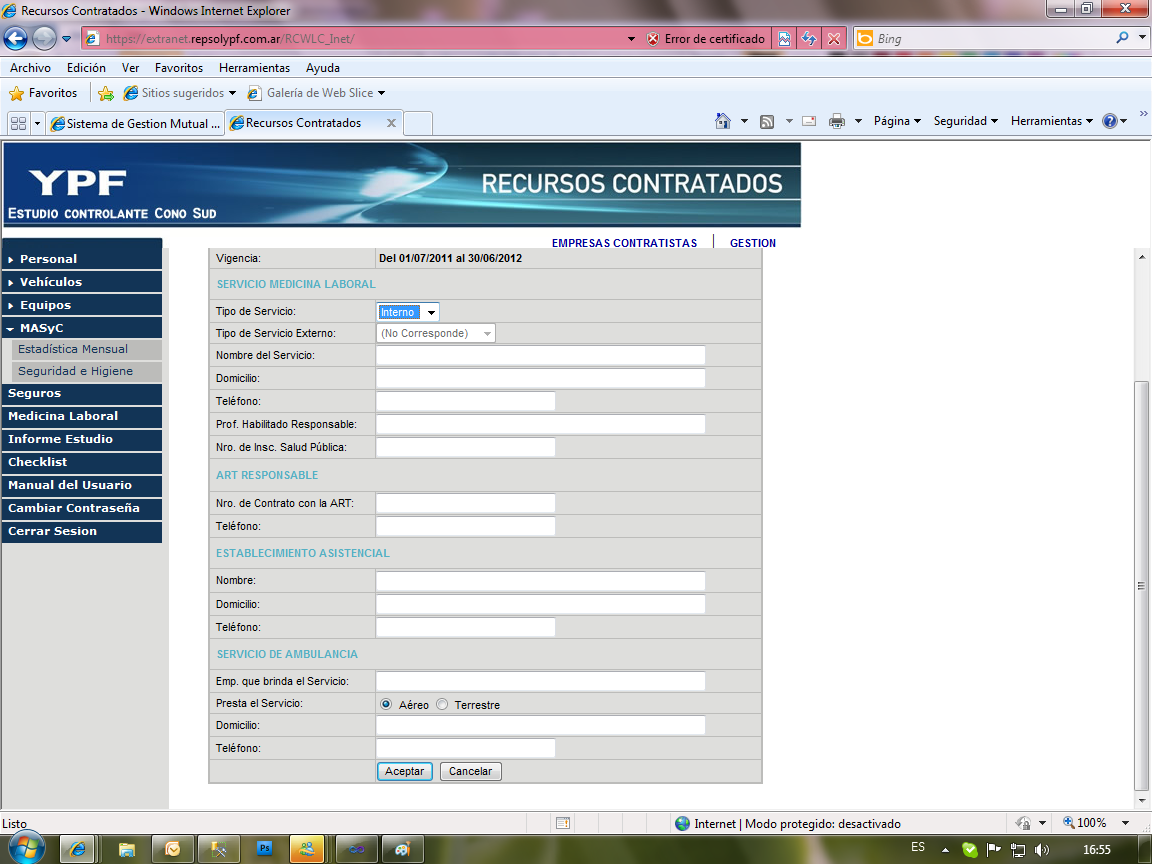 Recursos Contratados - Windows Internet Explorer
https://extranet.repsolypf.com.ar/RCWLC_Inet/
Error de certificado
Bing
Archivo Edición Ver Favoritos Herramientas Ayuda
Favoritos Sitios sugeridos Galería de Web Slice
Sistema de Gestion Mutual ... Recursos Contratados Página Seguridad Herramientas
YPF
RECURSOS CONTRATADOS
ESTUDIO CONTROLANTE CONO SUD
EMPRESAS CONTRATISTAS GESTION
Personal
Vehículos
Equipos
MASyC
Estadística Mensual
Seguridad e Higiene
Seguros
Medicina Laboral
Informe Estudio
Checklist
Manual del Usuario
Cambiar Contraseña
Cerrar Sesion
Vigencia: Del 01/07/2011 al 30/06/2012
SERVICIO MEDICINA LABORAL
Tipo de Servicio: Interno
Tipo de Servicio Externo: (No Corresponde)
Nombre del Servicio:
Domicilio:
Teléfono:
Prof. Habilitado Responsable:
Nro. de Insc. Salud Pública:
ART RESPONSABLE
Nro. de Contrato con la ART:
Teléfono:
ESTABLECIMIENTO ASISTENCIAL
Nombre:
Domicilio:
Teléfono:
SERVICIO DE AMBULANCIA
Emp. que brinda el Servicio:
Presta el Servicio: Aéreo Terrestre
Domicilio:
Teléfono:
Aceptar Cancelar
Listo Internet | Modo protegido: desactivado 100%
Ps ES 16:55